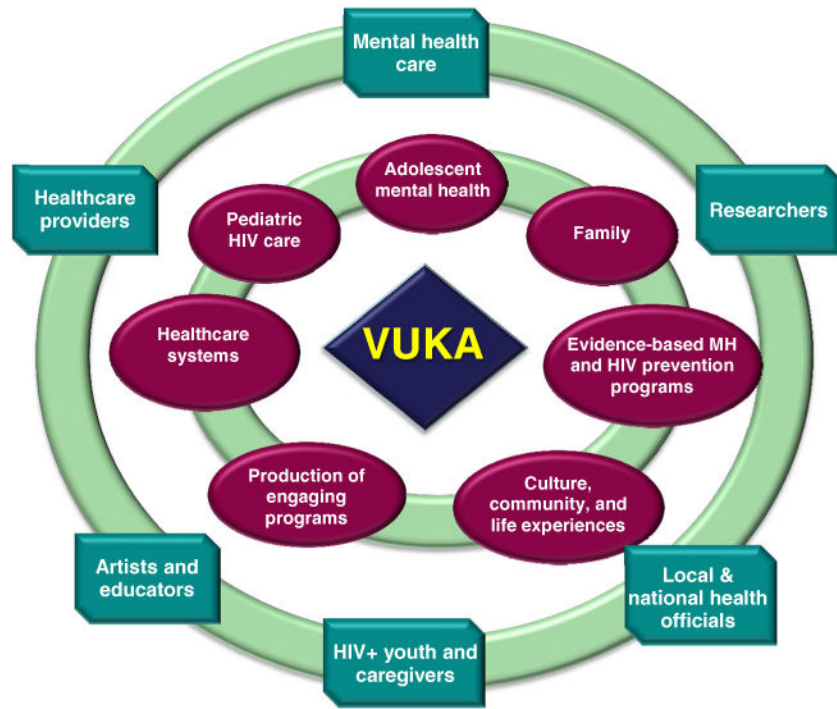 Mental health
care
Healthcare
providers
Researchers
Adolescent
mental health
Pediatric
HIV care
Family
Healthcare
systems
VUKA
Evidence-based MH
and HIV prevention
programs
Production of
engaging
programs
Culture,
community, and
life experiences
Artists and
educators
HIV+ youth and
caregivers
Local &
national health
officials